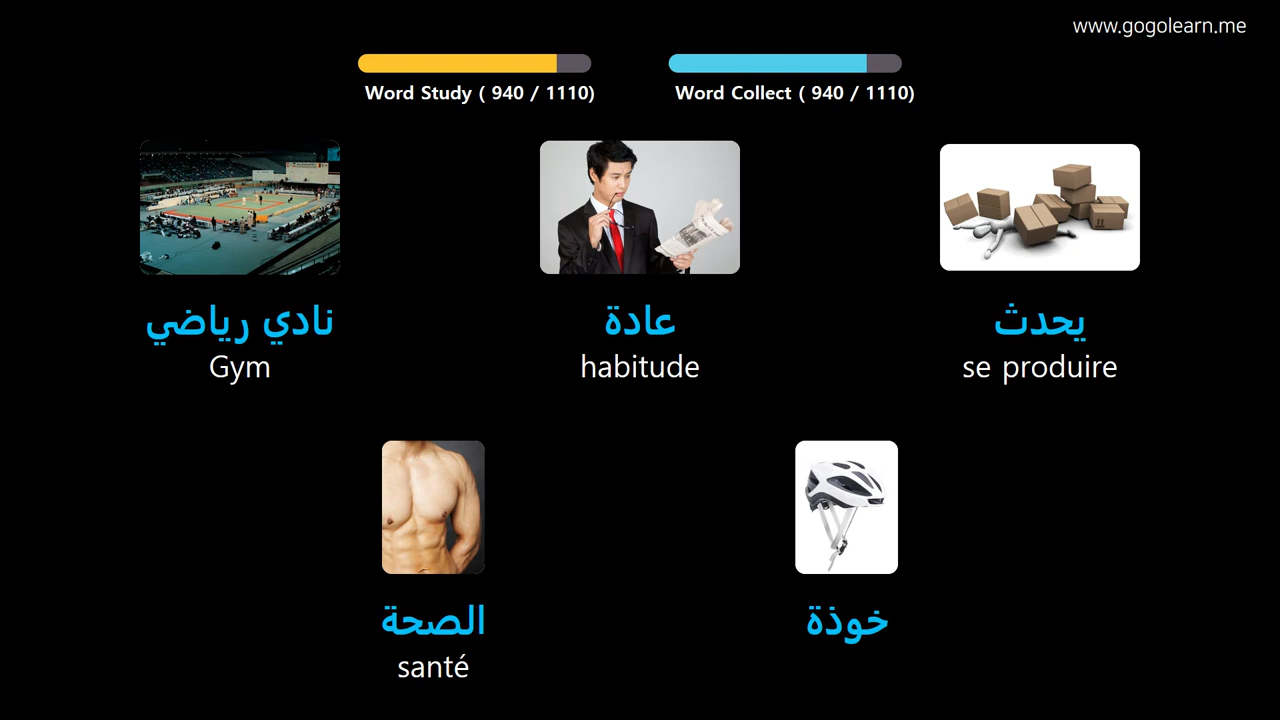 www.gogolearn.me
Word Study ( 940 / 1110)
Word Collect ( 940 / 1110)
نادي رياضي
Gym
عادة
habitude
يحدث
se produire
الصحة
santé
خوذة